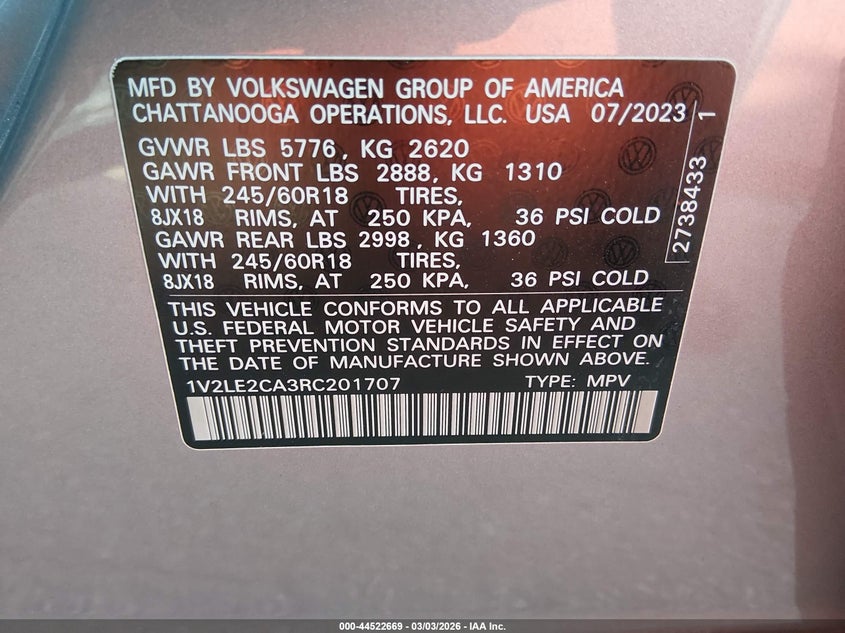 MFD BY VOLKSWAGEN GROUP OF AMERICA
CHATTANOOGA OPERATIONS, LLC. USA 07/2023
GVWR LBS 5776, KG 2620
GAWR FRONT LBS 2888, KG 1310
WITH 245/60R18 TIRES,
8JX18 RIMS, AT 250 KPA, 36 PSI COLD
GAWR REAR LBS 2998, KG 1360
WITH 245/60R18 TIRES,
8JX18 RIMS, AT 250 KPA, 36 PSI COLD
THIS VEHICLE CONFORMS TO ALL APPLICABLE
U.S. FEDERAL MOTOR VEHICLE SAFETY AND
THEFT PREVENTION STANDARDS IN EFFECT ON
THE DATE OF MANUFACTURE SHOWN ABOVE.
1V2LE2CA3RC201707 TYPE: MPV
2738433 1
000-44522669 - 03/03/2026 - IAA Inc.